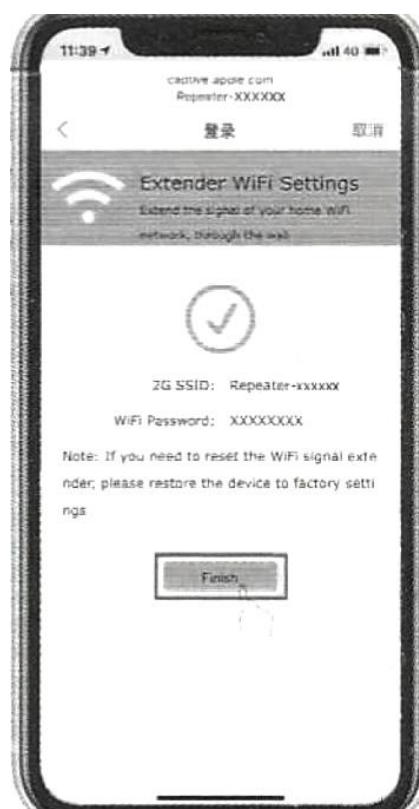 11:39
4G
captive.apple.com
Repeater-XXXXXX
< 登录 取消
Extender WiFi Settings
Extend the signal of your home WiFi
network, through the wall
2G SSID: Repeater-xxxxxx
WiFi Password: XXXXXXXX
Note: If you need to reset the WiFi signal exte
nder, please restore the device to factory setti
ngs
Finish